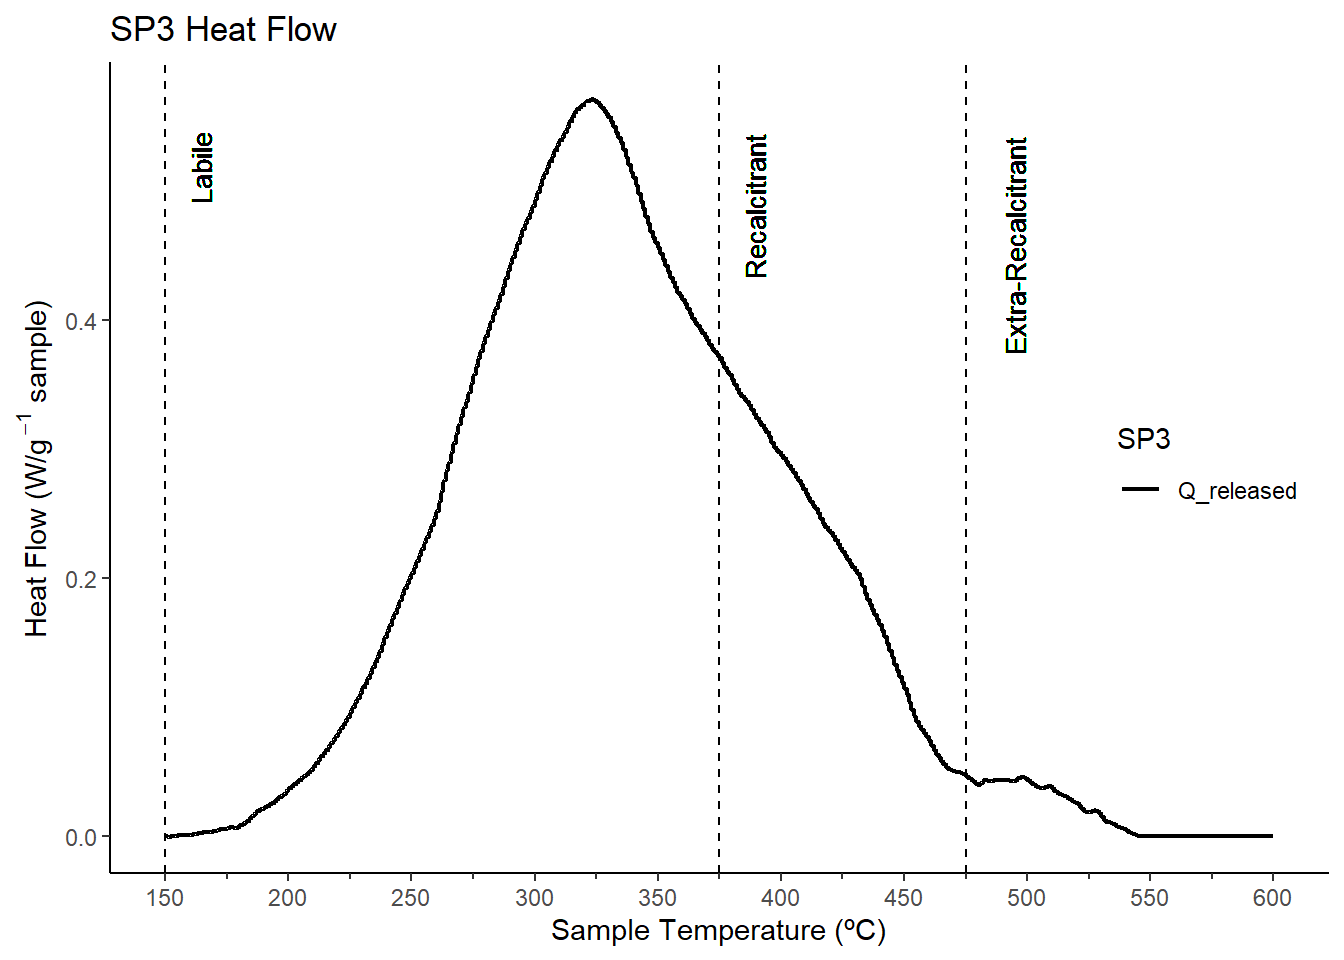 SP3 Heat Flow
Labile
Recalcitrant
Extra-Recalcitrant
Heat Flow (W/g⁻¹ sample)
0.4
0.2
0.0
SP3
Q_released
150 200 250 300 350 400 450 500 550 600
Sample Temperature (ºC)